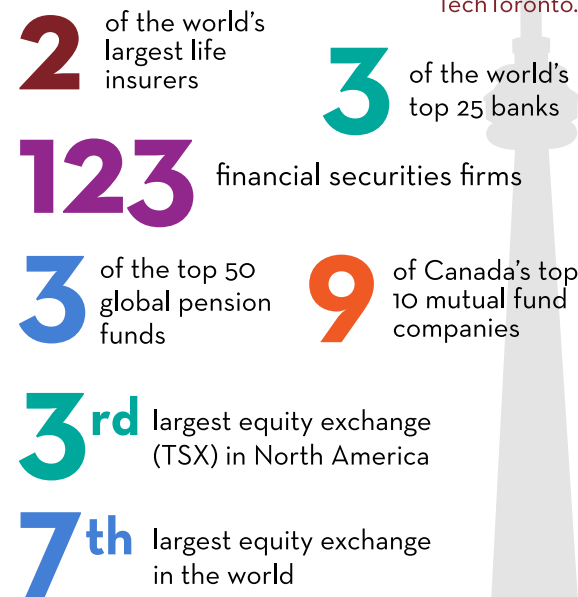 TechToronto.
2
of the world's
largest life
insurers
3
of the world's
top 25 banks
123 financial securities firms
3
of the top 50
global pension
funds
9
of Canada's top
10 mutual fund
companies
3rd largest equity exchange
(TSX) in North America
7th largest equity exchange
in the world